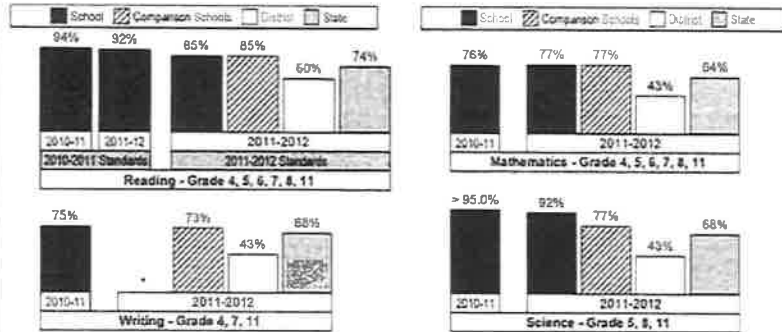 School Comparison Schools District State
94% 92% 85% 85% 60% 74%
2010-11 2011-12 2011-2012
2010-2011 Standards 2011-2012 Standards
Reading - Grade 4, 5, 6, 7, 8, 11
School Comparison Schools District State
76% 77% 77% 43% 64%
2010-11 2011-2012
Mathematics - Grade 4, 5, 6, 7, 8, 11
75% 73% 43% 68%
2010-11 2011-2012
Writing - Grade 4, 7, 11
> 95.0% 92% 77% 43% 68%
2010-11 2011-2012
Science - Grade 5, 8, 11